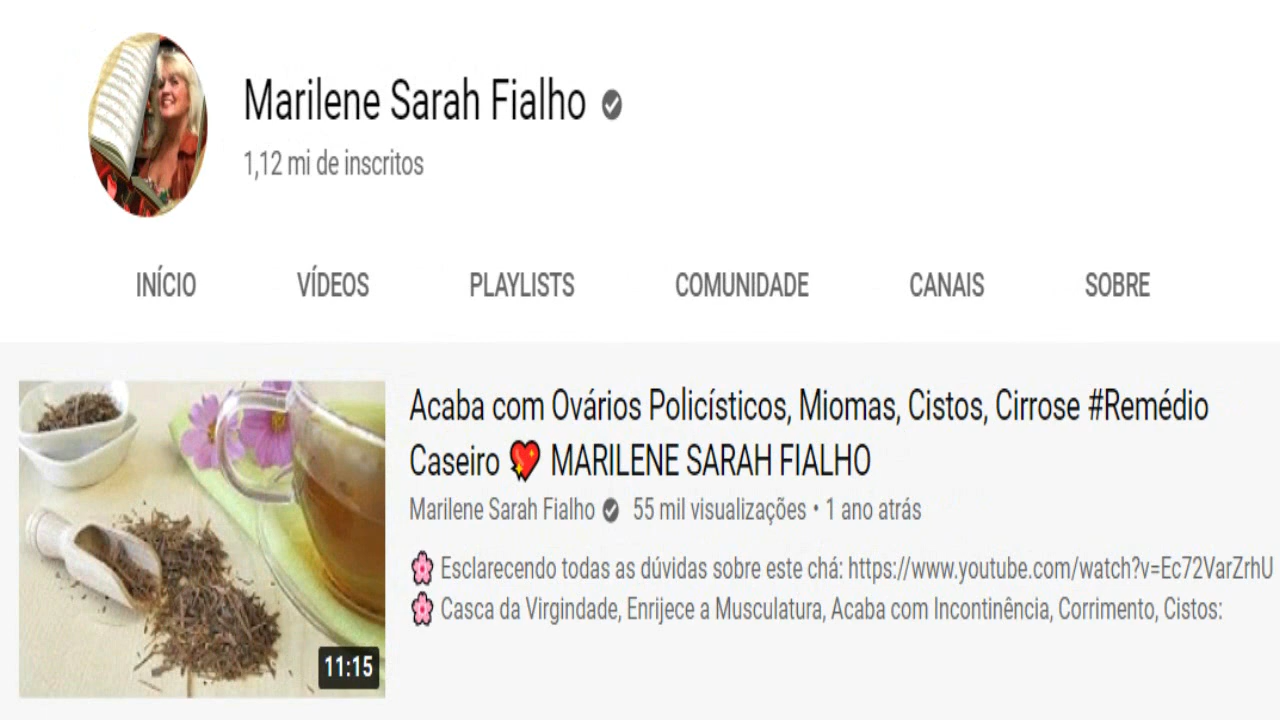 Marilene Sarah Fialho
1,12 mi de inscritos
INÍCIO VÍDEOS PLAYLISTS COMUNIDADE CANAIS SOBRE
Acaba com Ovários Policísticos, Miomas, Cistos, Cirrose #Remédio
Caseiro 💖 MARILENE SARAH FIALHO
Marilene Sarah Fialho 55 mil visualizações • 1 ano atrás
🌸 Esclarecendo todas as dúvidas sobre este chá: https://www.youtube.com/watch?v=Ec72VarZrhU
🌸 Casca da Virgindade, Enrijece a Musculatura, Acaba com Incontinência, Corrimento, Cistos:
11:15